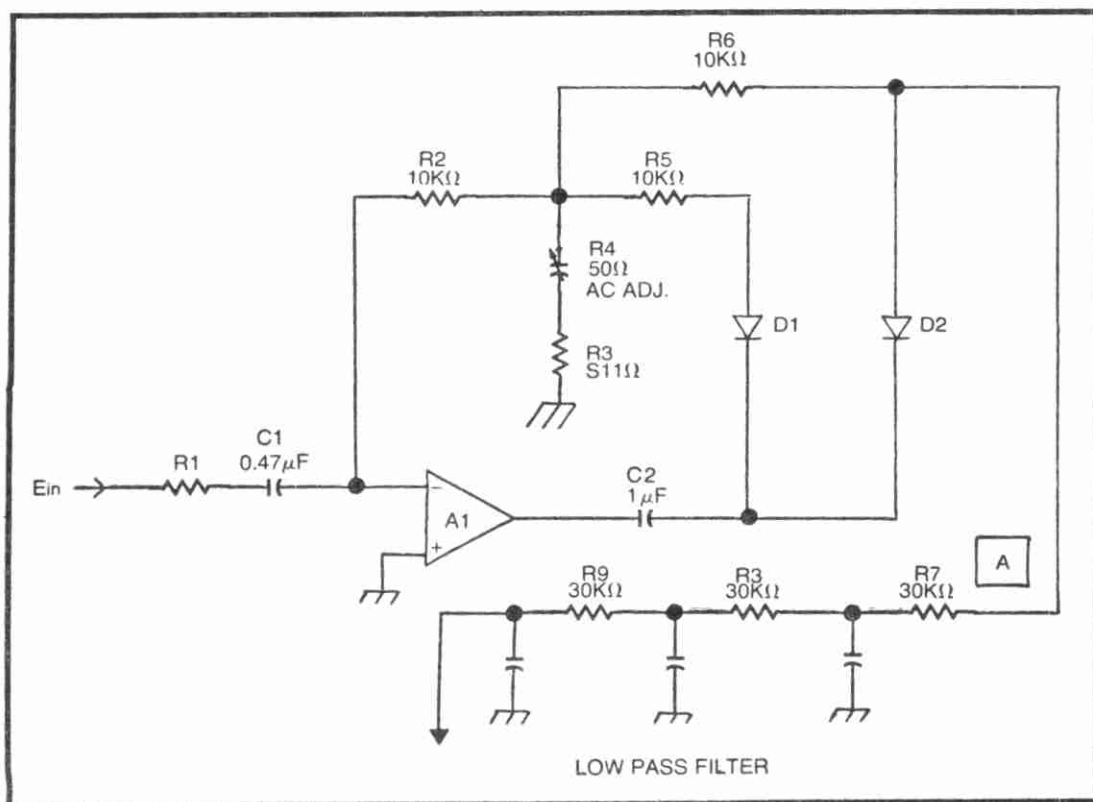 R6
10KΩ
R2
10KΩ
R5
10KΩ
R4
50Ω
AC ADJ.
D1
D2
R3
S11Ω
C1
0.47µF
R1
Ein
C2
1µF
−
A1
+
A
R9
30KΩ
R3
30KΩ
R7
30KΩ
LOW PASS FILTER